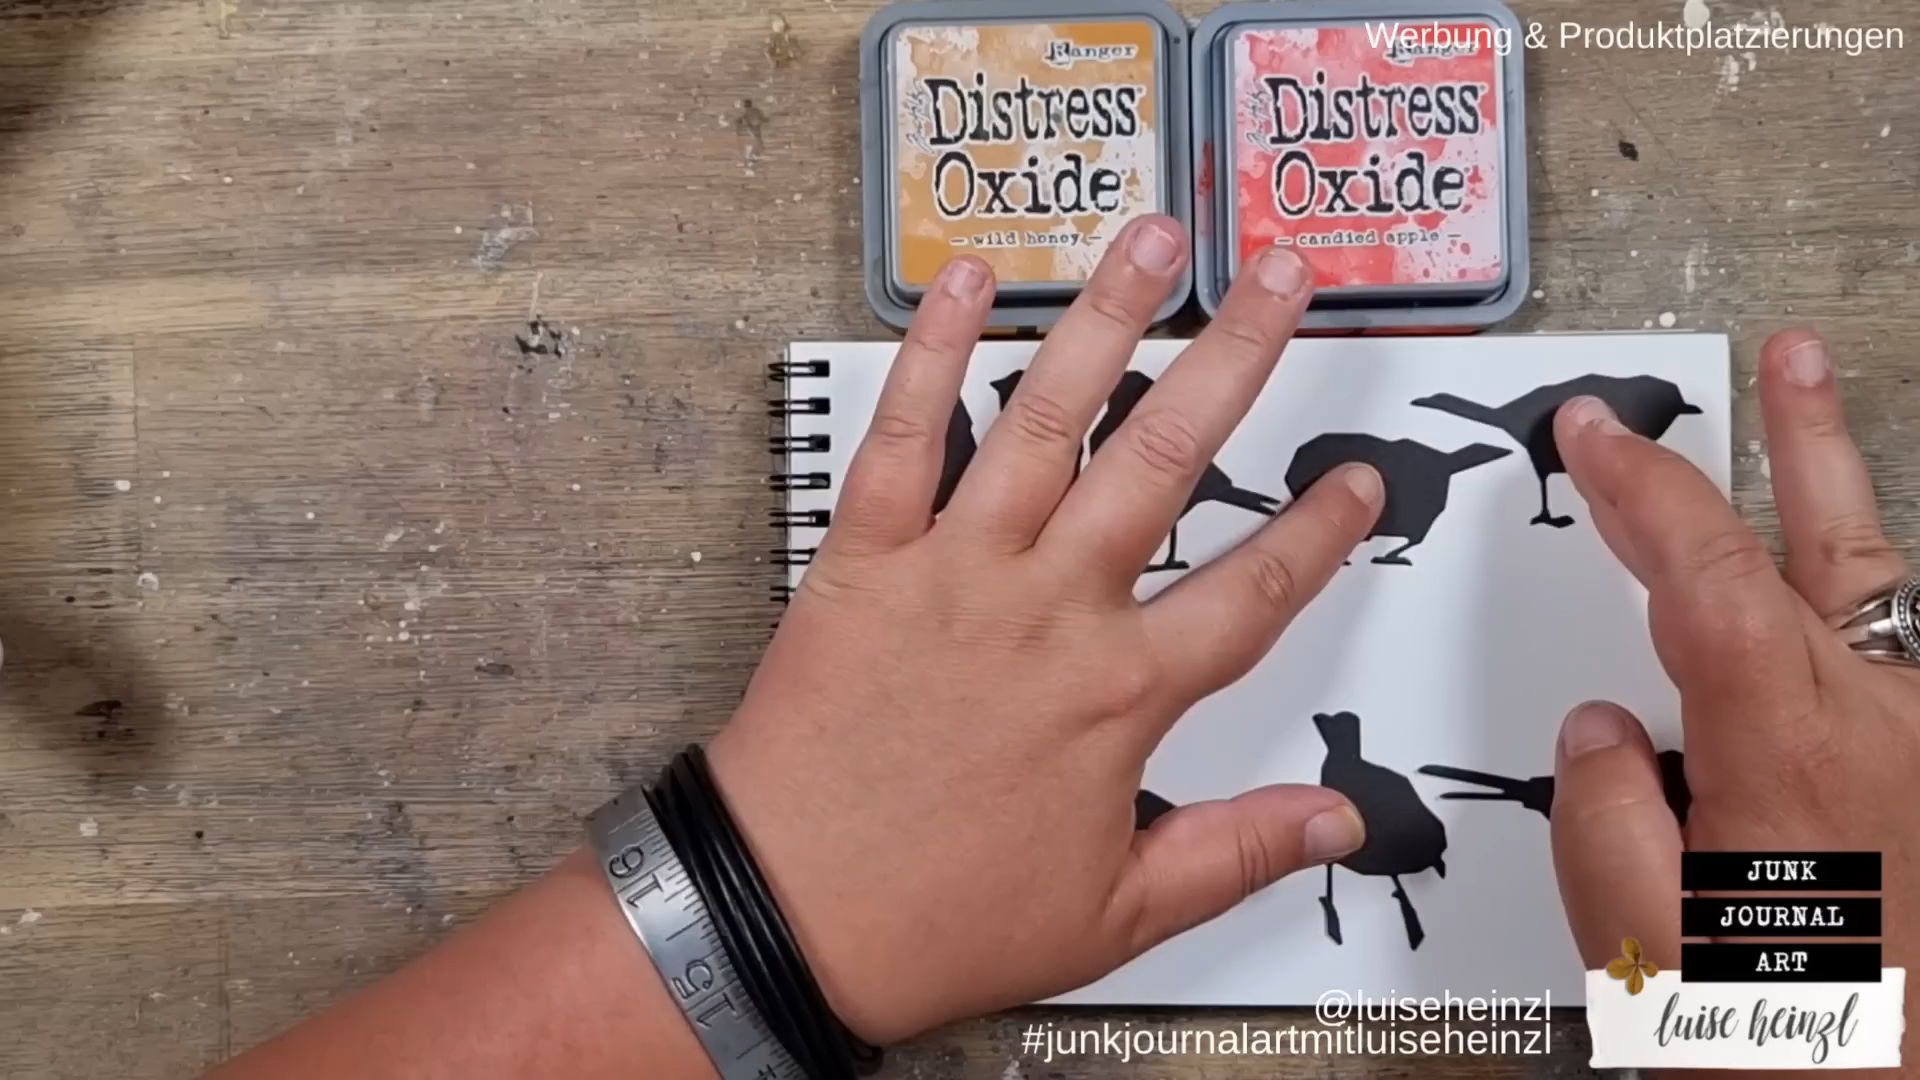 Werbung & Produktplatzierungen
Ranger
Distress
Oxide
— wild honey —
Ranger
Distress
Oxide
— candied apple —
16
15
JUNK
JOURNAL
ART
luise heinzl
@luiseheinzl
#junkjournalartmitluiseheinzl